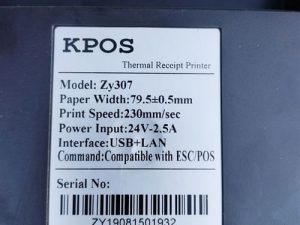 KPOS
Thermal Receipt Printer
Model: Zy307
Paper Width:79.5±0.5mm
Print Speed:230mm/sec
Power Input:24V-2.5A
Interface:USB+LAN
Command:Compatible with ESC/POS
Serial No:
ZY19081501932